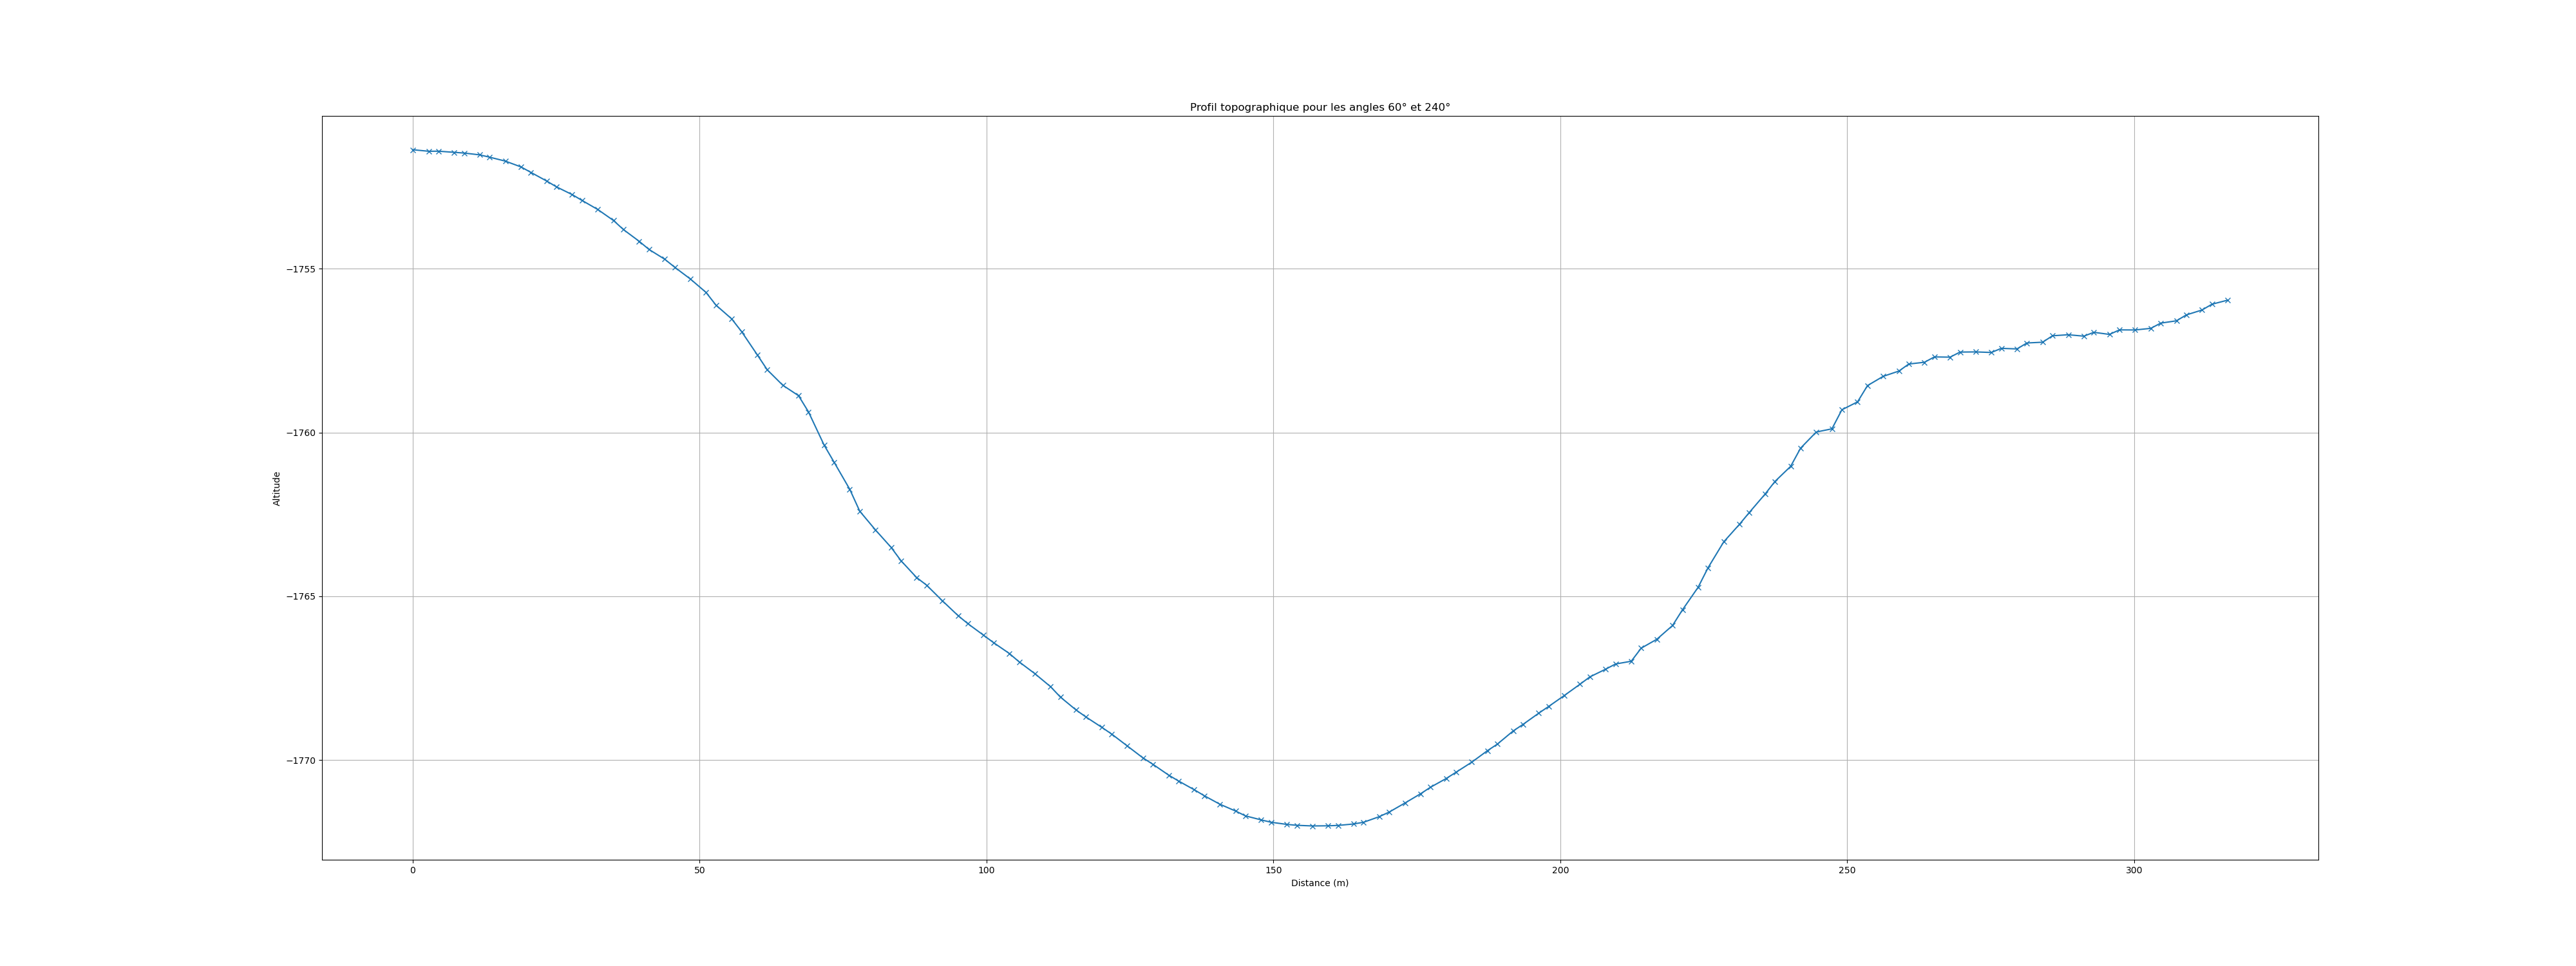 Profil topographique pour les angles 60° et 240°
Altitude
−1755
−1760
−1765
−1770
0 50 100 150 200 250 300
Distance (m)